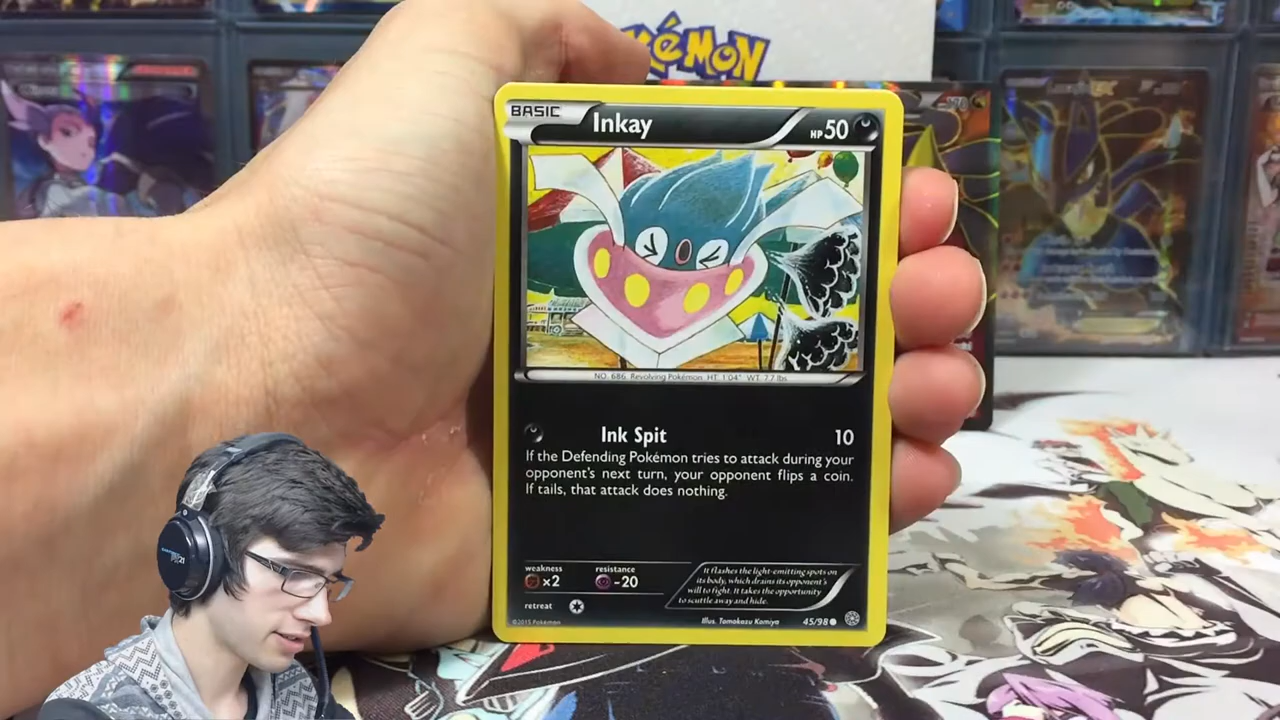 POKéMON
BASIC
Inkay
HP 50
NO. 686 Revolving Pokémon HT: 1'04" WT: 7.7 lbs
Ink Spit 10
If the Defending Pokémon tries to attack during your
opponent's next turn, your opponent flips a coin.
If tails, that attack does nothing.
weakness
×2
resistance
-20
retreat
It flashes the light-emitting spots on
its body, which drains its opponent's
will to fight. It takes the opportunity
to scuttle away and hide.
©2015 Pokémon
Illus. Tomokazu Komiya
45/98